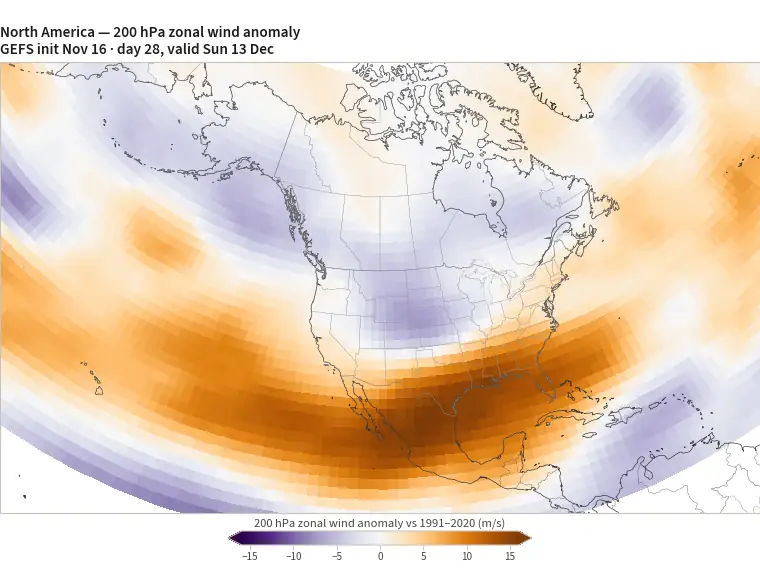 North America — 200 hPa zonal wind anomaly
GEFS init Nov 16 · day 28, valid Sun 13 Dec
200 hPa zonal wind anomaly vs 1991–2020 (m/s)
−15 −10 −5 0 5 10 15